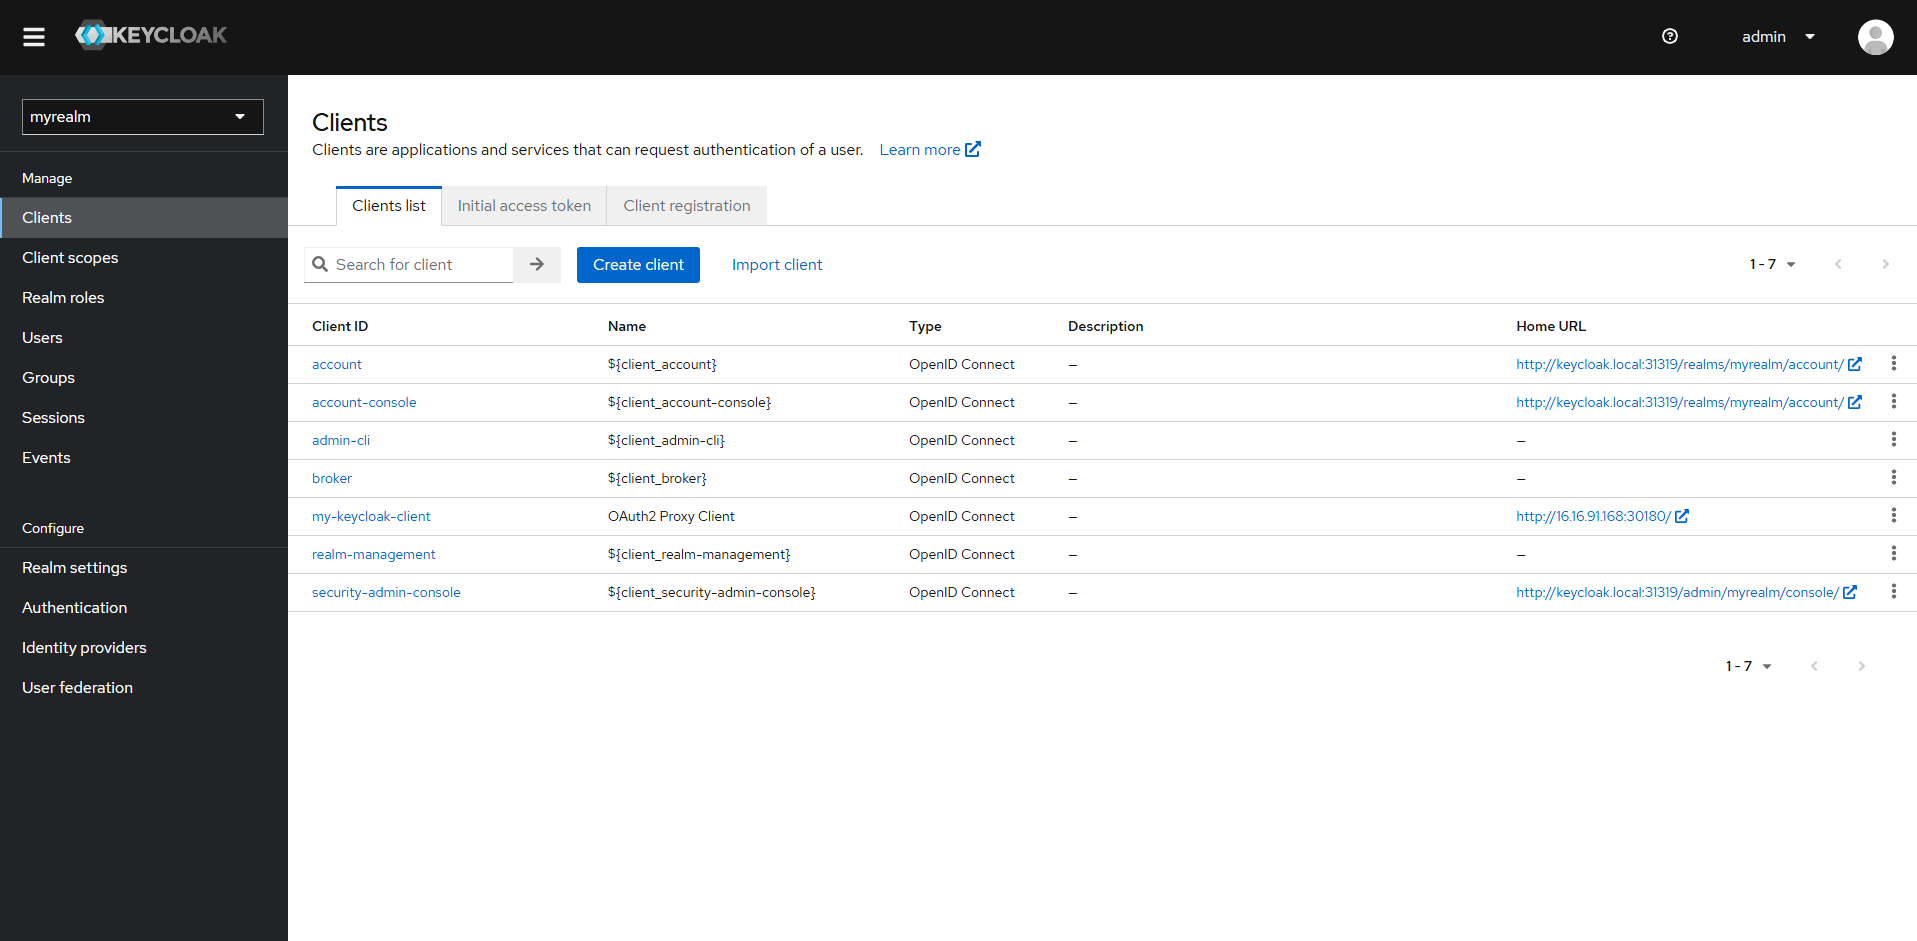 KEYCLOAK
admin
myrealm
Manage
Clients
Client scopes
Realm roles
Users
Groups
Sessions
Events
Configure
Realm settings
Authentication
Identity providers
User federation
Clients
Clients are applications and services that can request authentication of a user. Learn more
Clients list Initial access token Client registration
Search for client Create client Import client 1 - 7
Client ID Name Type Description Home URL
account ${client_account} OpenID Connect — http://keycloak.local:31319/realms/myrealm/account/
account-console ${client_account-console} OpenID Connect — http://keycloak.local:31319/realms/myrealm/account/
admin-cli ${client_admin-cli} OpenID Connect — —
broker ${client_broker} OpenID Connect — —
my-keycloak-client OAuth2 Proxy Client OpenID Connect — http://16.16.91.168:30180/
realm-management ${client_realm-management} OpenID Connect — —
security-admin-console ${client_security-admin-console} OpenID Connect — http://keycloak.local:31319/admin/myrealm/console/
1 - 7